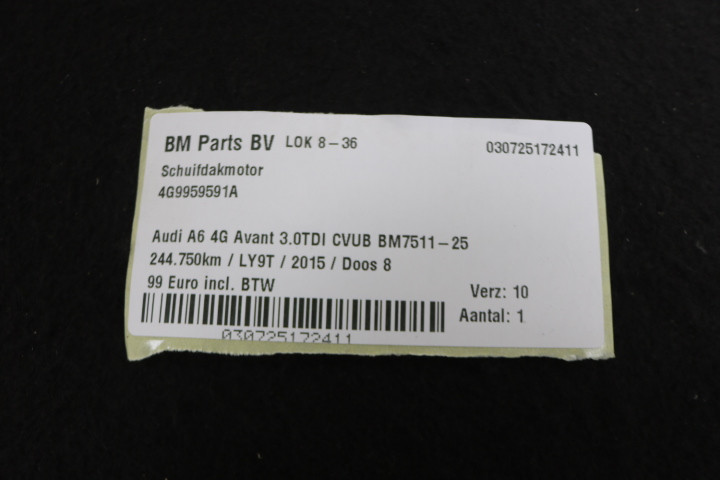 BM Parts BV LOK 8-36 030725172411
Schuifdakmotor
4G9959591A
Audi A6 4G Avant 3.0TDI CVUB BM7511-25
244.750km / LY9T / 2015 / Doos 8
99 Euro incl. BTW
Verz: 10
Aantal: 1
030725172411